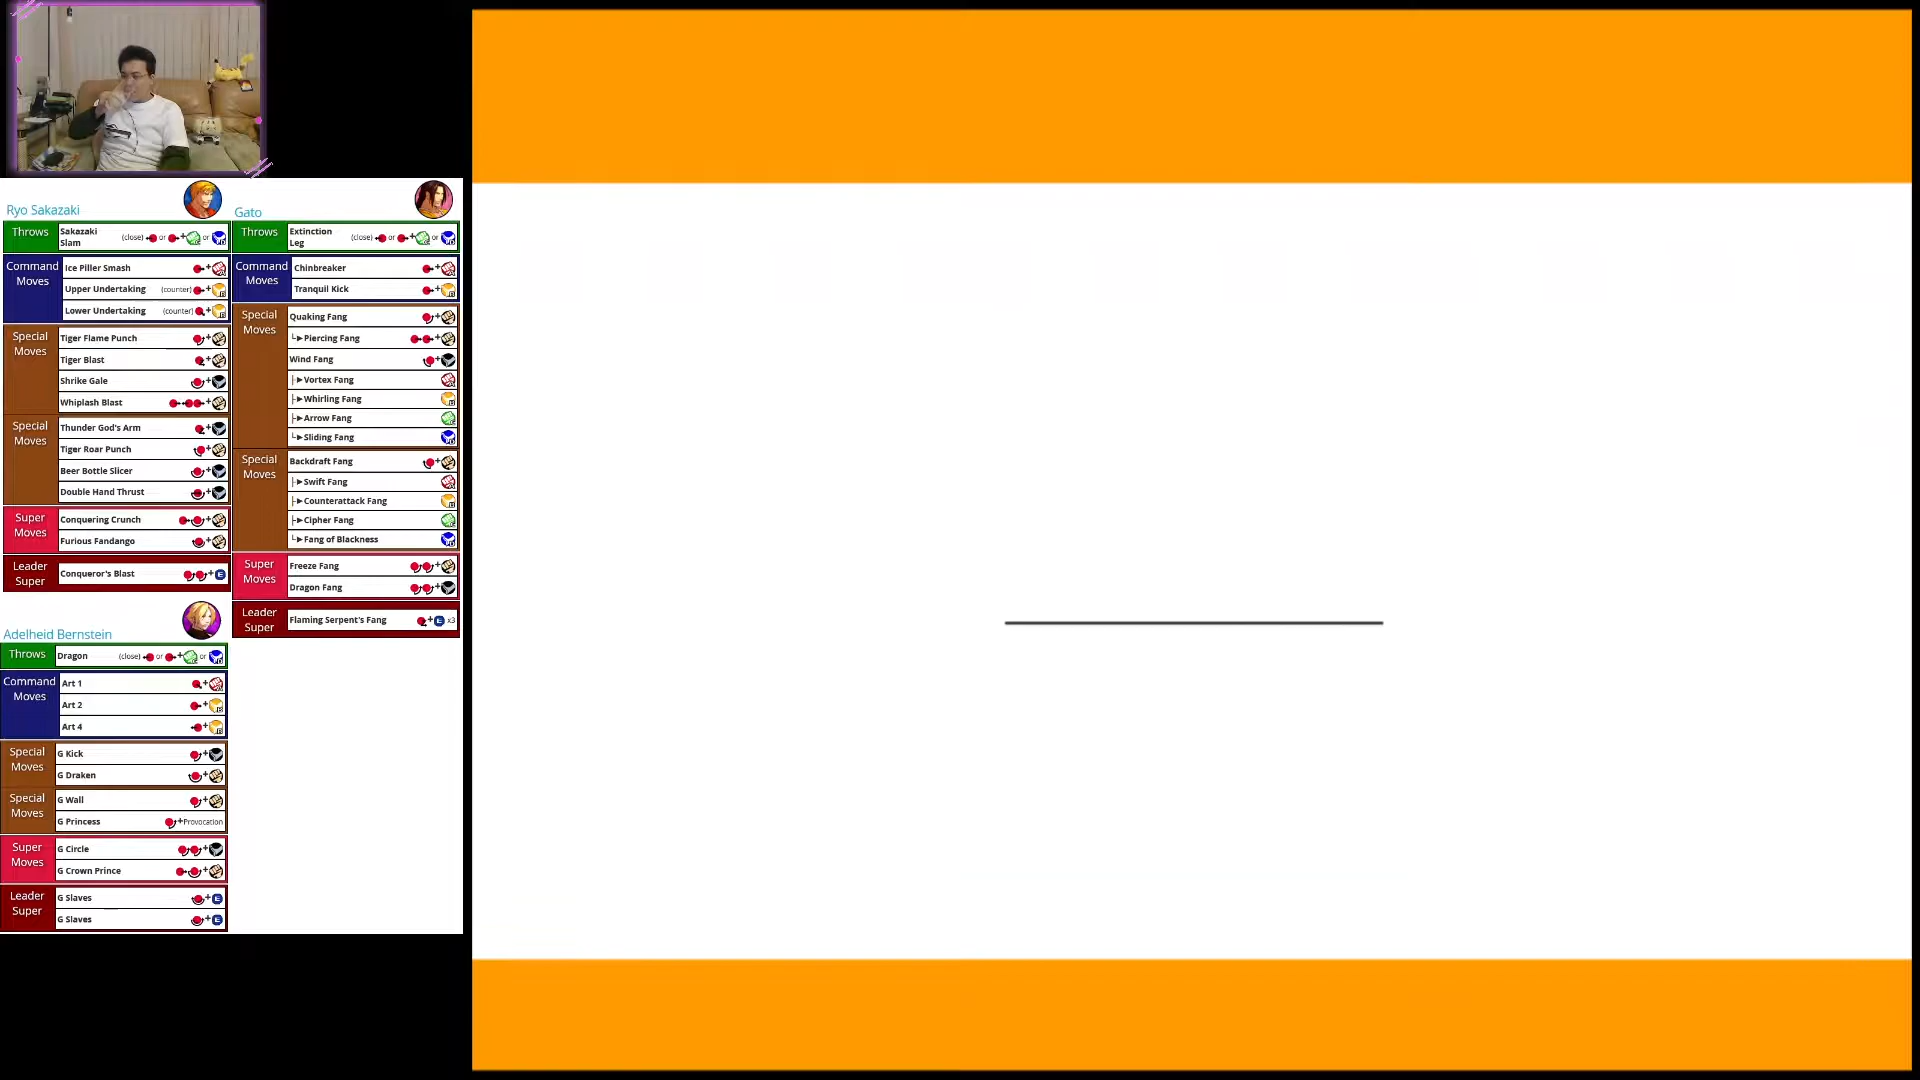 Ryo Sakazaki
Throws
Sakazaki Slam (close) or + or
Command Moves
Ice Piller Smash +
Upper Undertaking (counter) +
Lower Undertaking (counter) +
Special Moves
Tiger Flame Punch +
Tiger Blast +
Shrike Gale +
Whiplash Blast +
Special Moves
Thunder God's Arm +
Tiger Roar Punch +
Beer Bottle Slicer +
Double Hand Thrust +
Super Moves
Conquering Crunch +
Furious Fandango +
Leader Super
Conqueror's Blast + E
Gato
Throws
Extinction Leg (close) or + or
Command Moves
Chinbreaker +
Tranquil Kick +
Special Moves
Quaking Fang +
Piercing Fang +
Wind Fang +
Vortex Fang
Whirling Fang
Arrow Fang
Sliding Fang
Special Moves
Backdraft Fang +
Swift Fang
Counterattack Fang
Cipher Fang
Fang of Blackness
Super Moves
Freeze Fang +
Dragon Fang +
Leader Super
Flaming Serpent's Fang + E x3
Adelheid Bernstein
Throws
Dragon (close) or + or
Command Moves
Art 1 +
Art 2 +
Art 4 +
Special Moves
G Kick +
G Draken +
Special Moves
G Wall +
G Princess +Provocation
Super Moves
G Circle +
G Crown Prince +
Leader Super
G Slaves + E
G Slaves + E